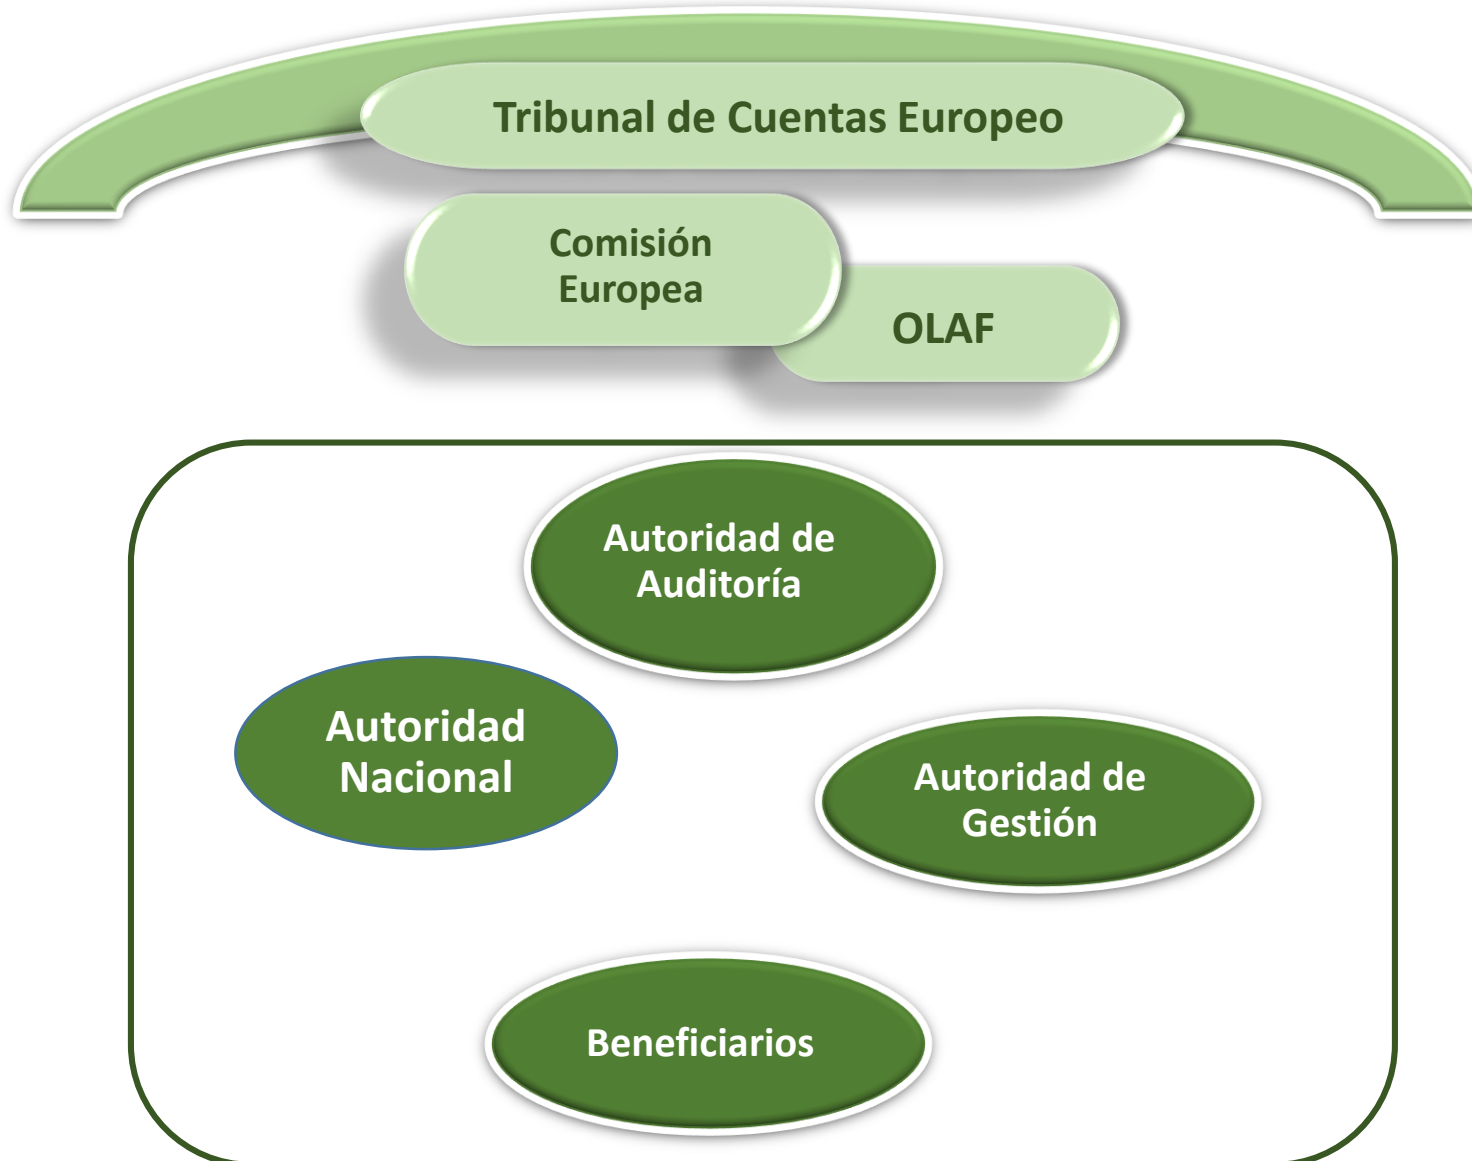 Tribunal de Cuentas Europeo
Comisión
Europea
OLAF
Autoridad de
Auditoría
Autoridad
Nacional
Autoridad de
Gestión
Beneficiarios